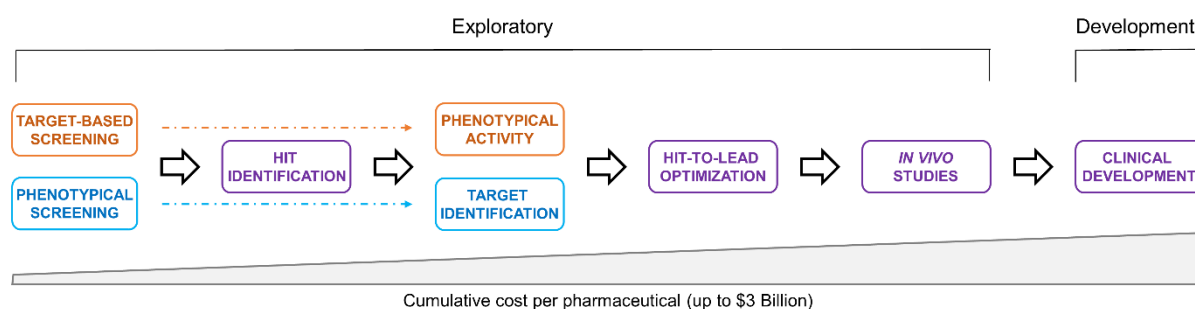 Exploratory
Development
TARGET-BASED
SCREENING
PHENOTYPICAL
ACTIVITY
HIT
IDENTIFICATION
HIT-TO-LEAD
OPTIMIZATION
IN VIVO
STUDIES
CLINICAL
DEVELOPMENT
PHENOTYPICAL
SCREENING
TARGET
IDENTIFICATION
Cumulative cost per pharmaceutical (up to $3 Billion)